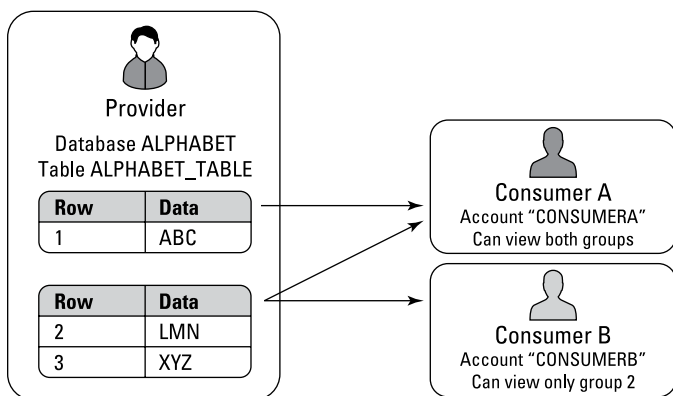 Provider
Database ALPHABET
Table ALPHABET_TABLE
Row Data
1 ABC
Row Data
2 LMN
3 XYZ
Consumer A
Account “CONSUMERA”
Can view both groups
Consumer B
Account “CONSUMERB”
Can view only group 2